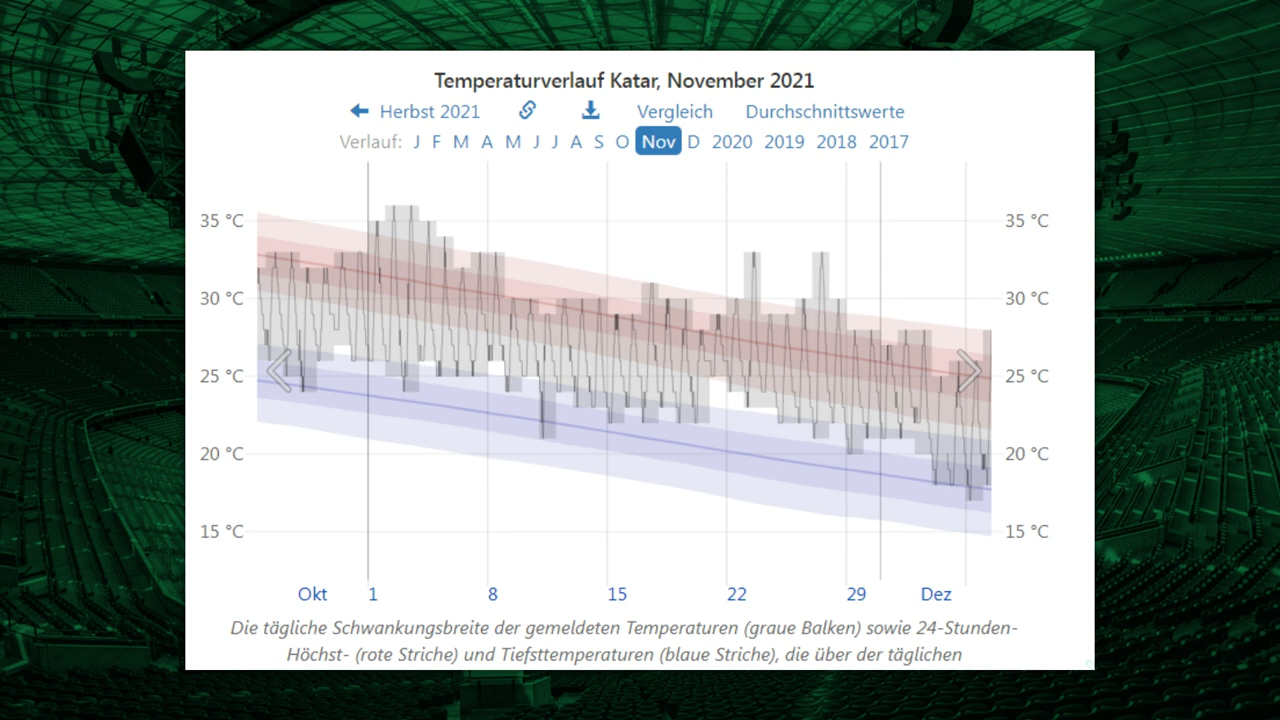 Temperaturverlauf Katar, November 2021
Herbst 2021 Vergleich Durchschnittswerte
Verlauf: J F M A M J J A S O Nov D 2020 2019 2018 2017
35 °C 35 °C
30 °C 30 °C
25 °C 25 °C
20 °C 20 °C
15 °C 15 °C
Okt 1 8 15 22 29 Dez
Die tägliche Schwankungsbreite der gemeldeten Temperaturen (graue Balken) sowie 24-Stunden-
Höchst- (rote Striche) und Tiefsttemperaturen (blaue Striche), die über der täglichen